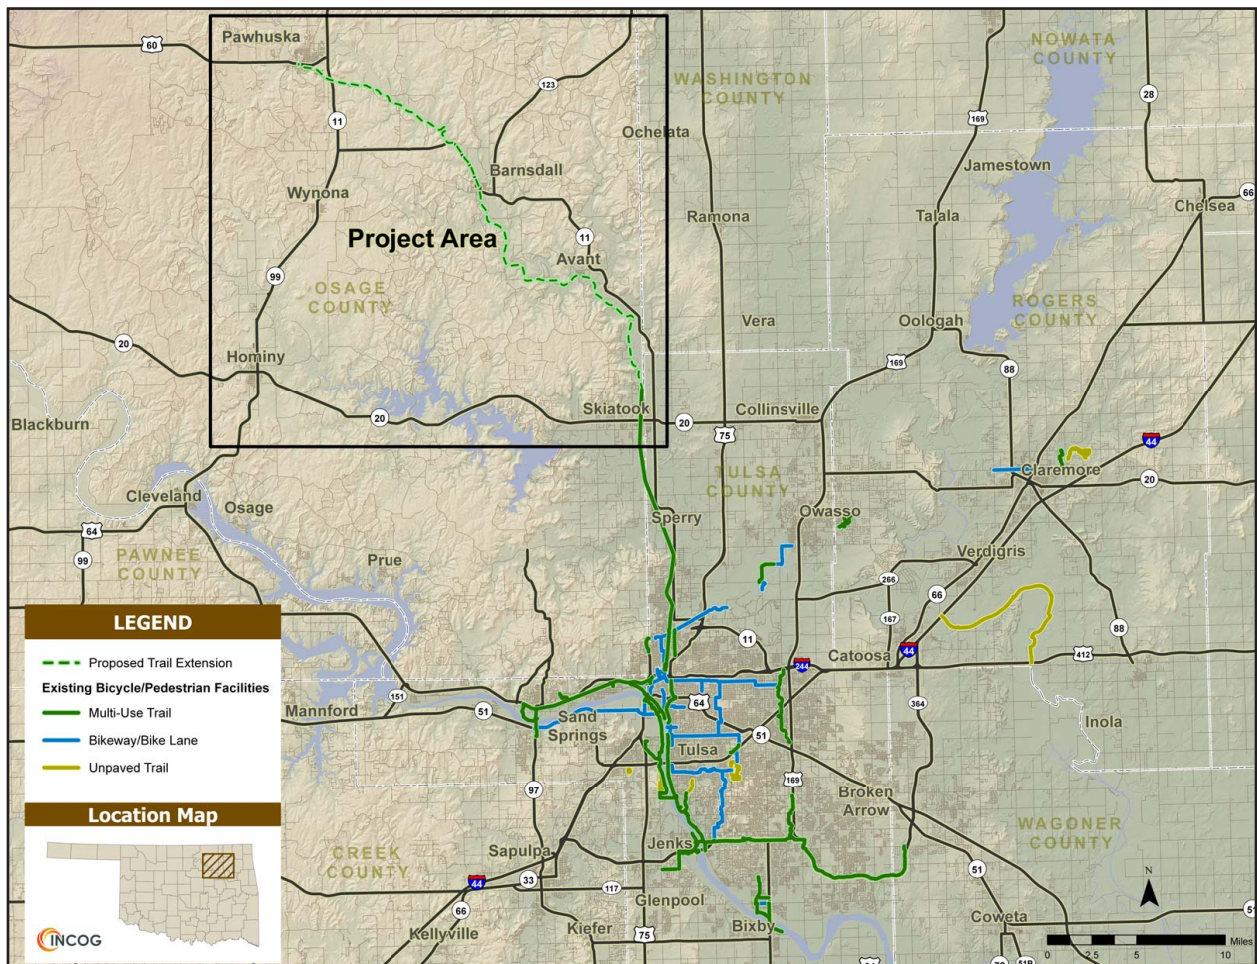 Pawhuska
60
NOWATA
COUNTY
WASHINGTON
COUNTY
123
28
11
169
Ochelata
Barnsdall
Jamestown
Wynona
66
Chelsea
Ramona
Talala
Project Area
11
Avant
99
OSAGE
COUNTY
ROGERS
COUNTY
Vera
Oologah
20
Hominy
169
88
Skiatook
Collinsville
20
20
Blackburn
75
44
TULSA
COUNTY
Claremore
20
Cleveland
Osage
Owasso
Sperry
64
Verdigris
PAWNEE
COUNTY
99
Prue
266
66
167
88
LEGEND
Proposed Trail Extension
Existing Bicycle/Pedestrian Facilities
Multi-Use Trail
Bikeway/Bike Lane
Unpaved Trail
11
Catoosa
44
412
244
151
Mannford
51
64
364
Sand
Springs
Inola
51
Tulsa
169
97
Broken
Arrow
Location Map
WAGONER
COUNTY
Jenks
CREEK
COUNTY
Sapulpa
51
44
33
117
Glenpool
N
66
Bixby
Coweta
51
Kiefer
Kellyville
75
INCOG
Miles
0
2.5
5
10
64
51B